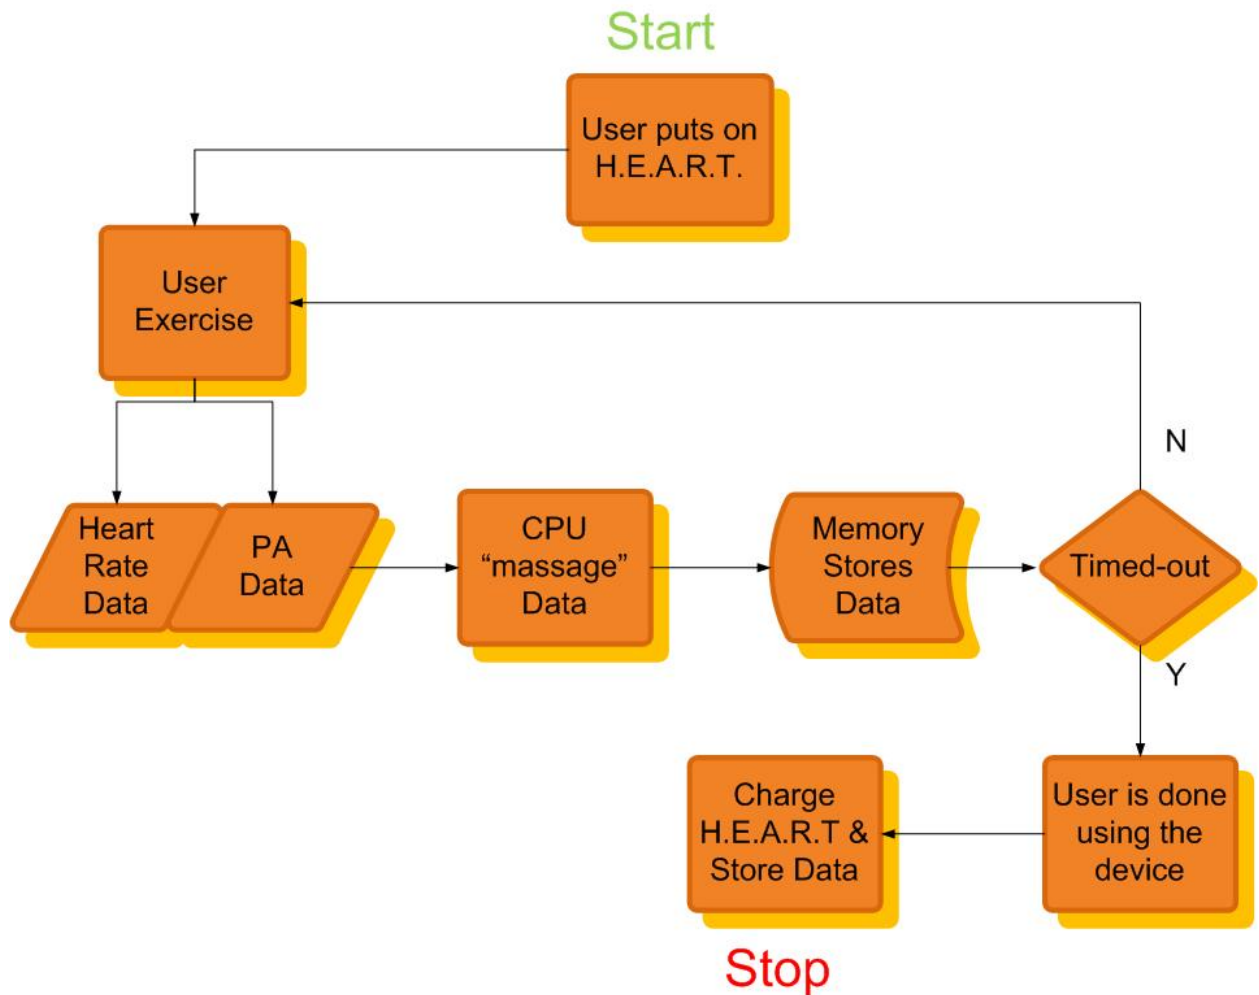 Start
User puts on
H.E.A.R.T.
User
Exercise
N
Heart
Rate
Data
PA
Data
CPU
“massage”
Data
Memory
Stores
Data
Timed-out
Y
Charge
H.E.A.R.T &
Store Data
User is done
using the
device
Stop